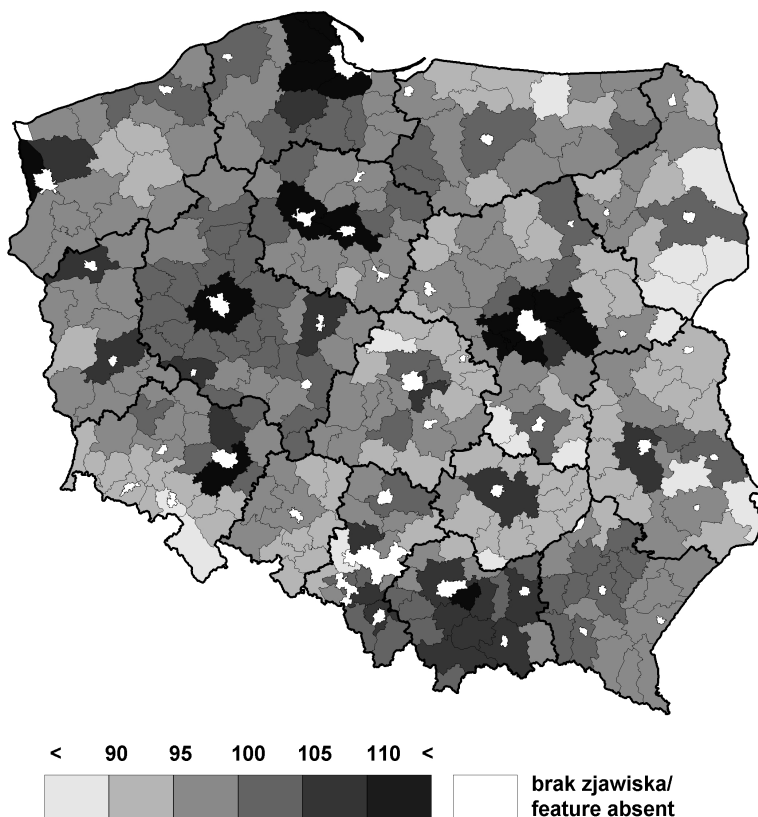 < 90 95 100 105 110 <
brak zjawiska/
feature absent